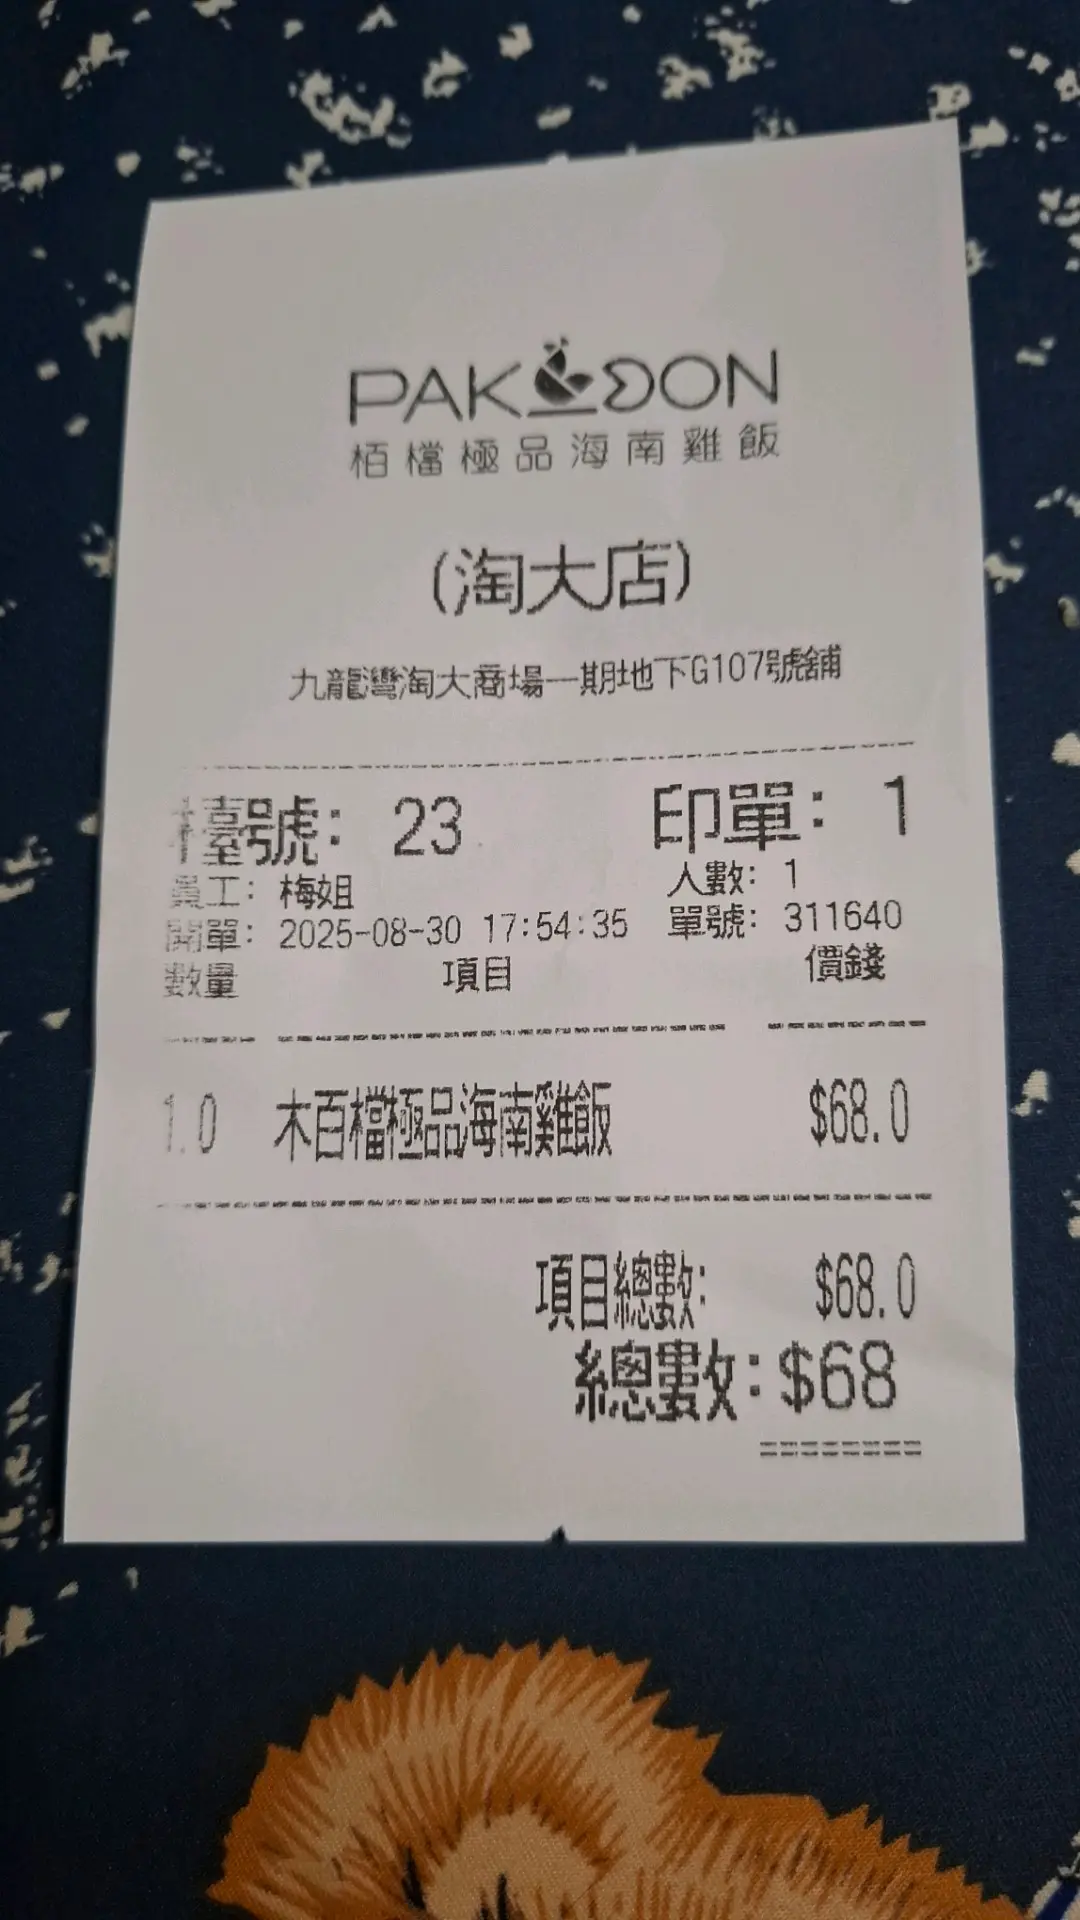 PAKDON
栢檔極品海南雞飯
(淘大店)
九龍灣淘大商場一期地下G107號舖
檯號: 23 印單: 1
員工: 梅姐 人數: 1
開單: 2025-08-30 17:54:35 單號: 311640
數量 項目 價錢
1.0 木百檔極品海南雞飯 $68.0
項目總數: $68.0
總數: $68